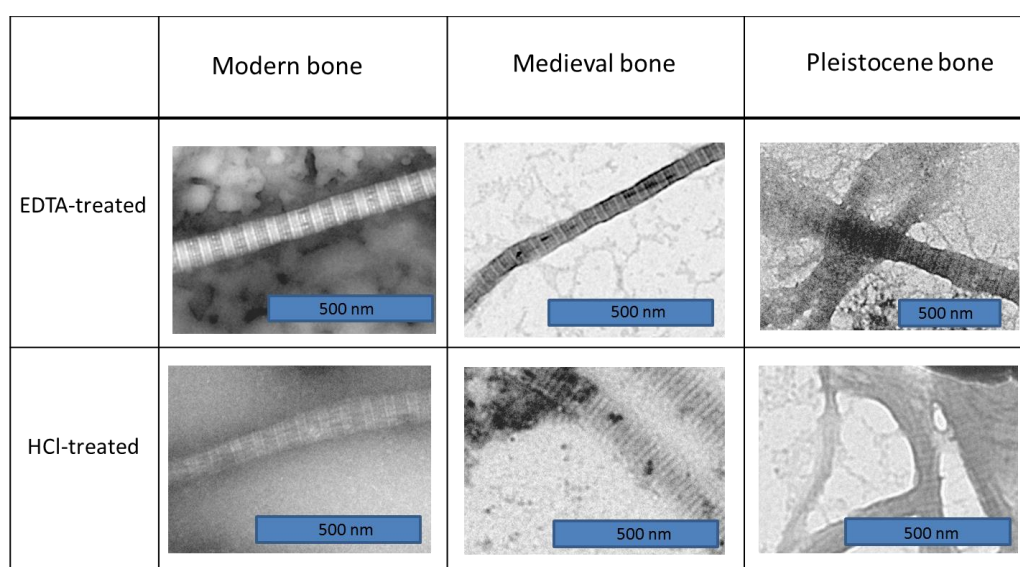 Modern bone
Medieval bone
Pleistocene bone
EDTA-treated
500 nm
500 nm
500 nm
HCl-treated
500 nm
500 nm
500 nm